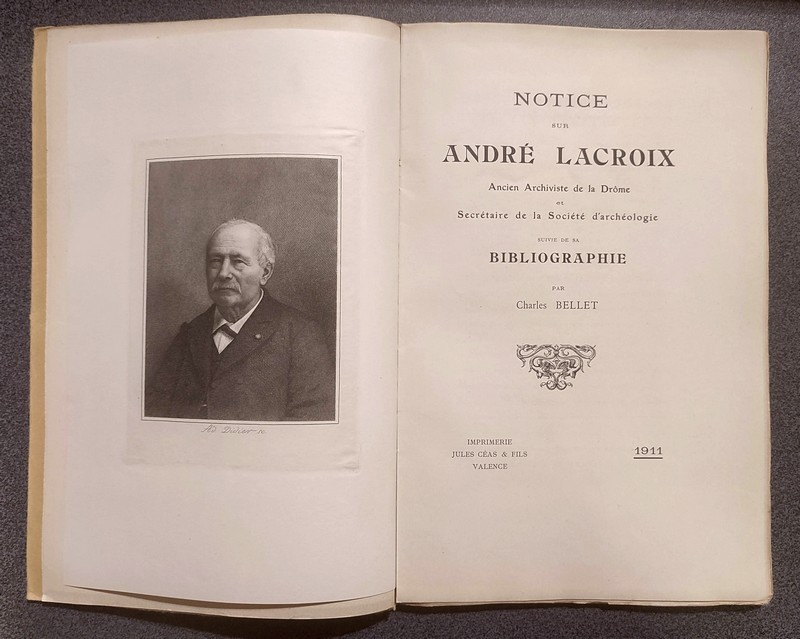 NOTICE
SUR
ANDRÉ LACROIX
Ancien Archiviste de la Drôme
et
Secrétaire de la Société d'archéologie
SUIVIE DE SA
BIBLIOGRAPHIE
PAR
Charles BELLET
IMPRIMERIE
JULES CÉAS & FILS
VALENCE
1911